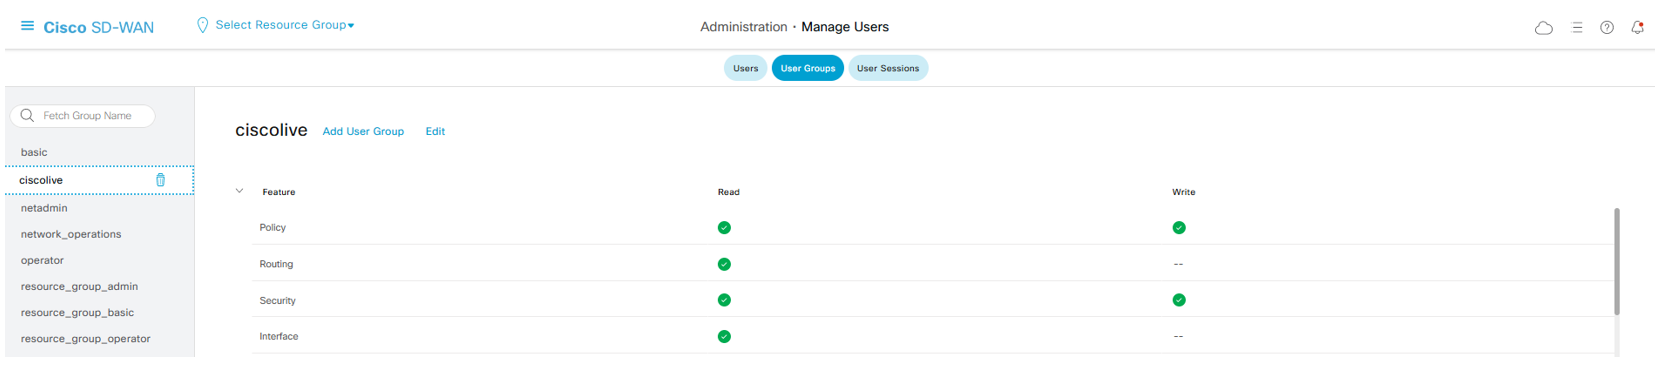 Cisco SD-WAN
Select Resource Group
Administration · Manage Users
Users
User Groups
User Sessions
Fetch Group Name
basic
ciscolive
netadmin
network_operations
operator
resource_group_admin
resource_group_basic
resource_group_operator
ciscolive Add User Group Edit
Feature Read Write
Policy
Routing --
Security
Interface --